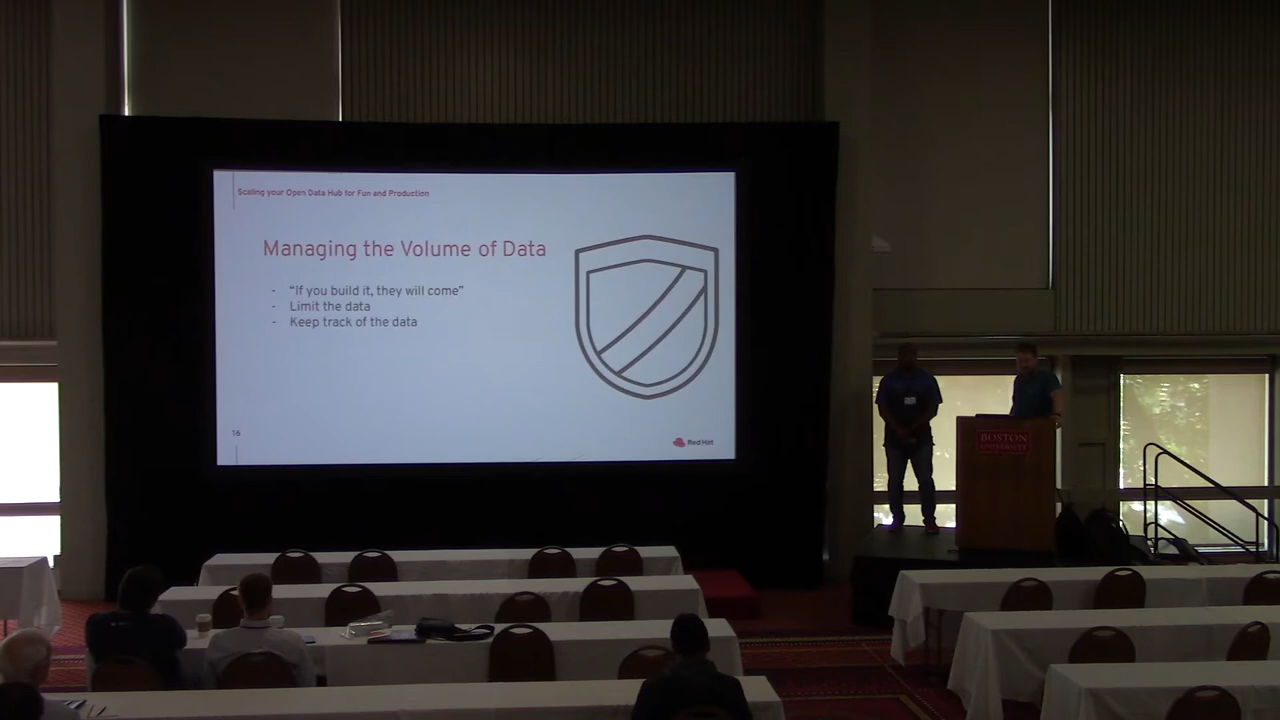 Scaling your Open Data Hub for Fun and Production
Managing the Volume of Data
- "If you build it, they will come"
- Limit the data
- Keep track of the data
16
Red Hat
BOSTON
UNIVERSITY